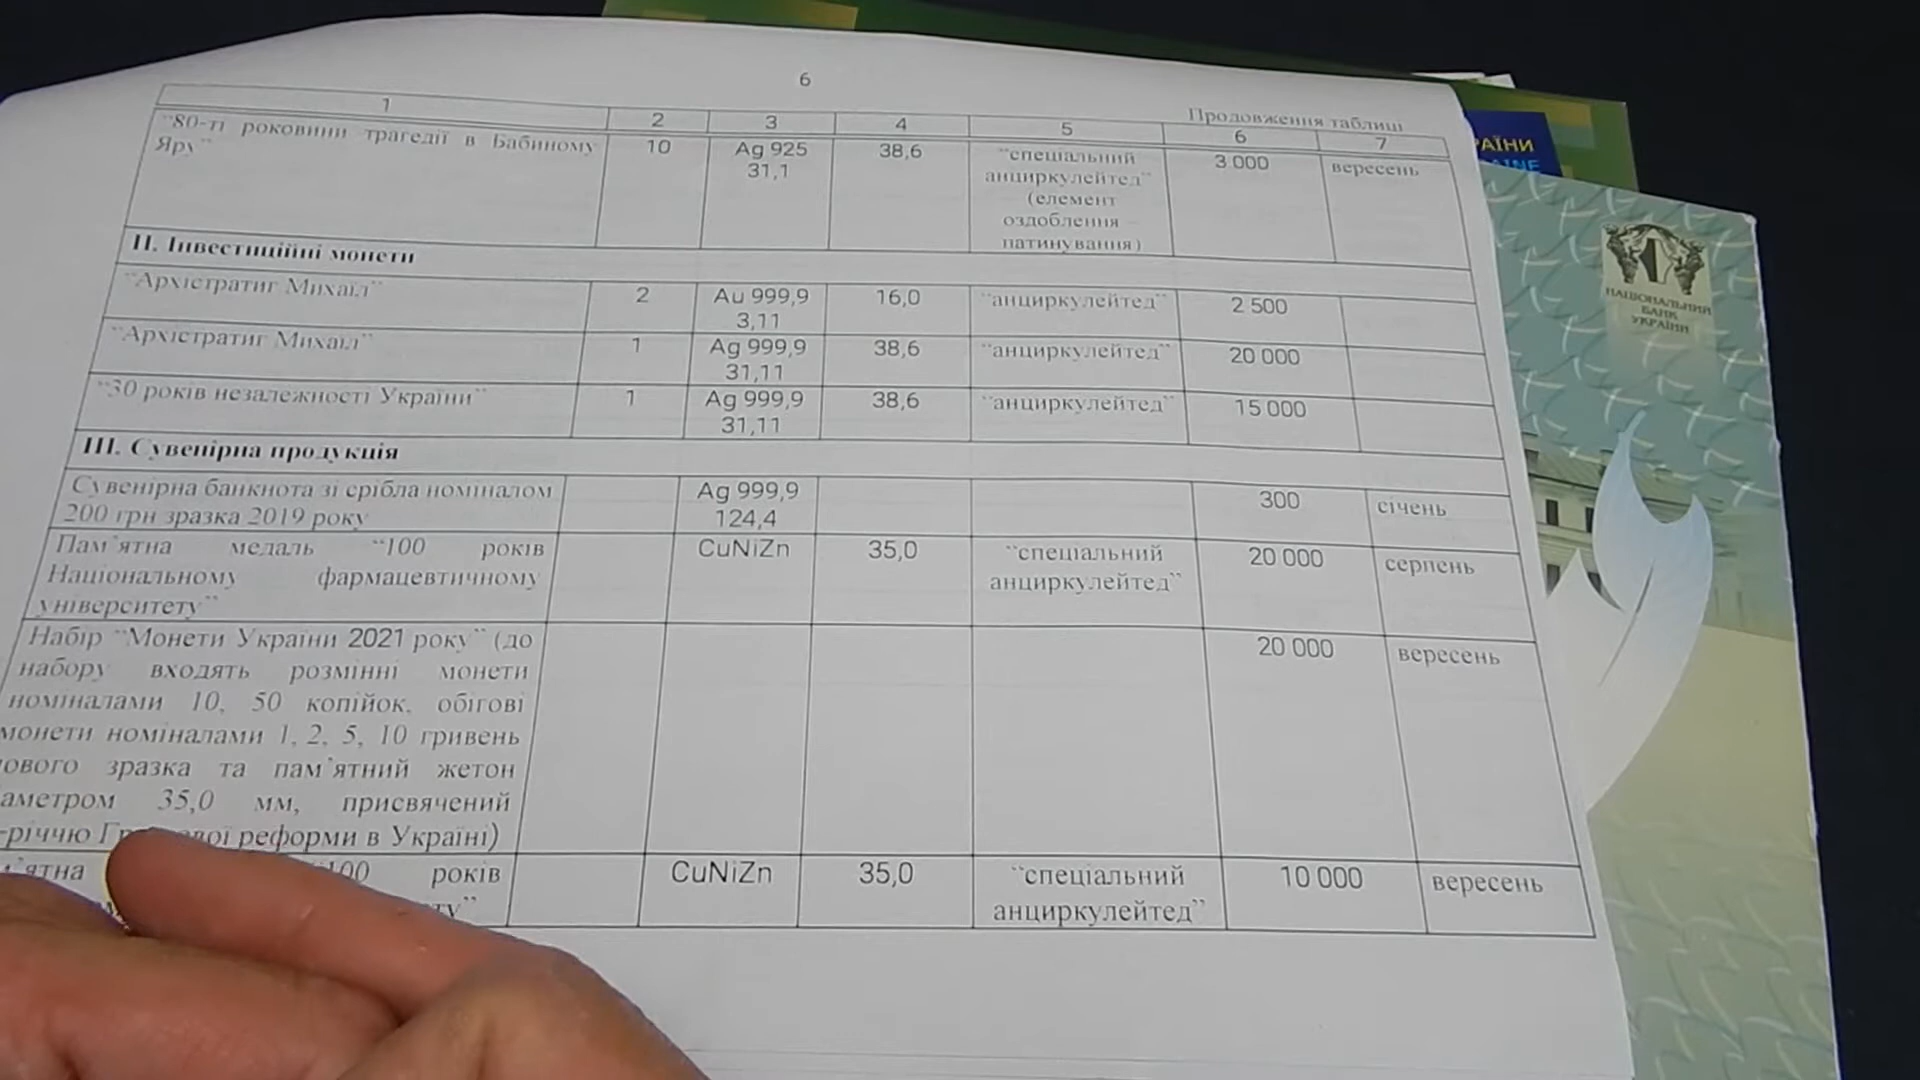 6
Продовження таблиці
1 2 3 4 5 6 7
“80-ті роковини трагедії в Бабиному
Яру”
10
Ag 925
31,1
38,6
“спеціальний
анциркулейтед”
(елемент
оздоблення –
патинування)
3 000
вересень
II. Інвестиційні монети
“Архістратиг Михаїл”
2
Au 999,9
3,11
16,0
“анциркулейтед”
2 500
“Архістратиг Михаїл”
1
Ag 999,9
31,11
38,6
“анциркулейтед”
20 000
“30 років незалежності України”
1
Ag 999,9
31,11
38,6
“анциркулейтед”
15 000
III. Сувенірна продукція
Сувенірна банкнота зі срібла номіналом
200 грн зразка 2019 року
Ag 999,9
124,4
300
січень
Пам`ятна медаль “100 років
Національному фармацевтичному
університету”
CuNiZn
35,0
“спеціальний
анциркулейтед”
20 000
серпень
Набір “Монети України 2021 року” (до
набору входять розмінні монети
номіналами 10, 50 копійок, обігові
монети номіналами 1, 2, 5, 10 гривень
нового зразка та пам`ятний жетон
35,0 мм, присвячений
реформи в Україні)
20 000
вересень
100 років
CuNiZn
35,0
“спеціальний
анциркулейтед”
10 000
вересень
НАЦІОНАЛЬНИЙ
БАНК
УКРАЇНИ